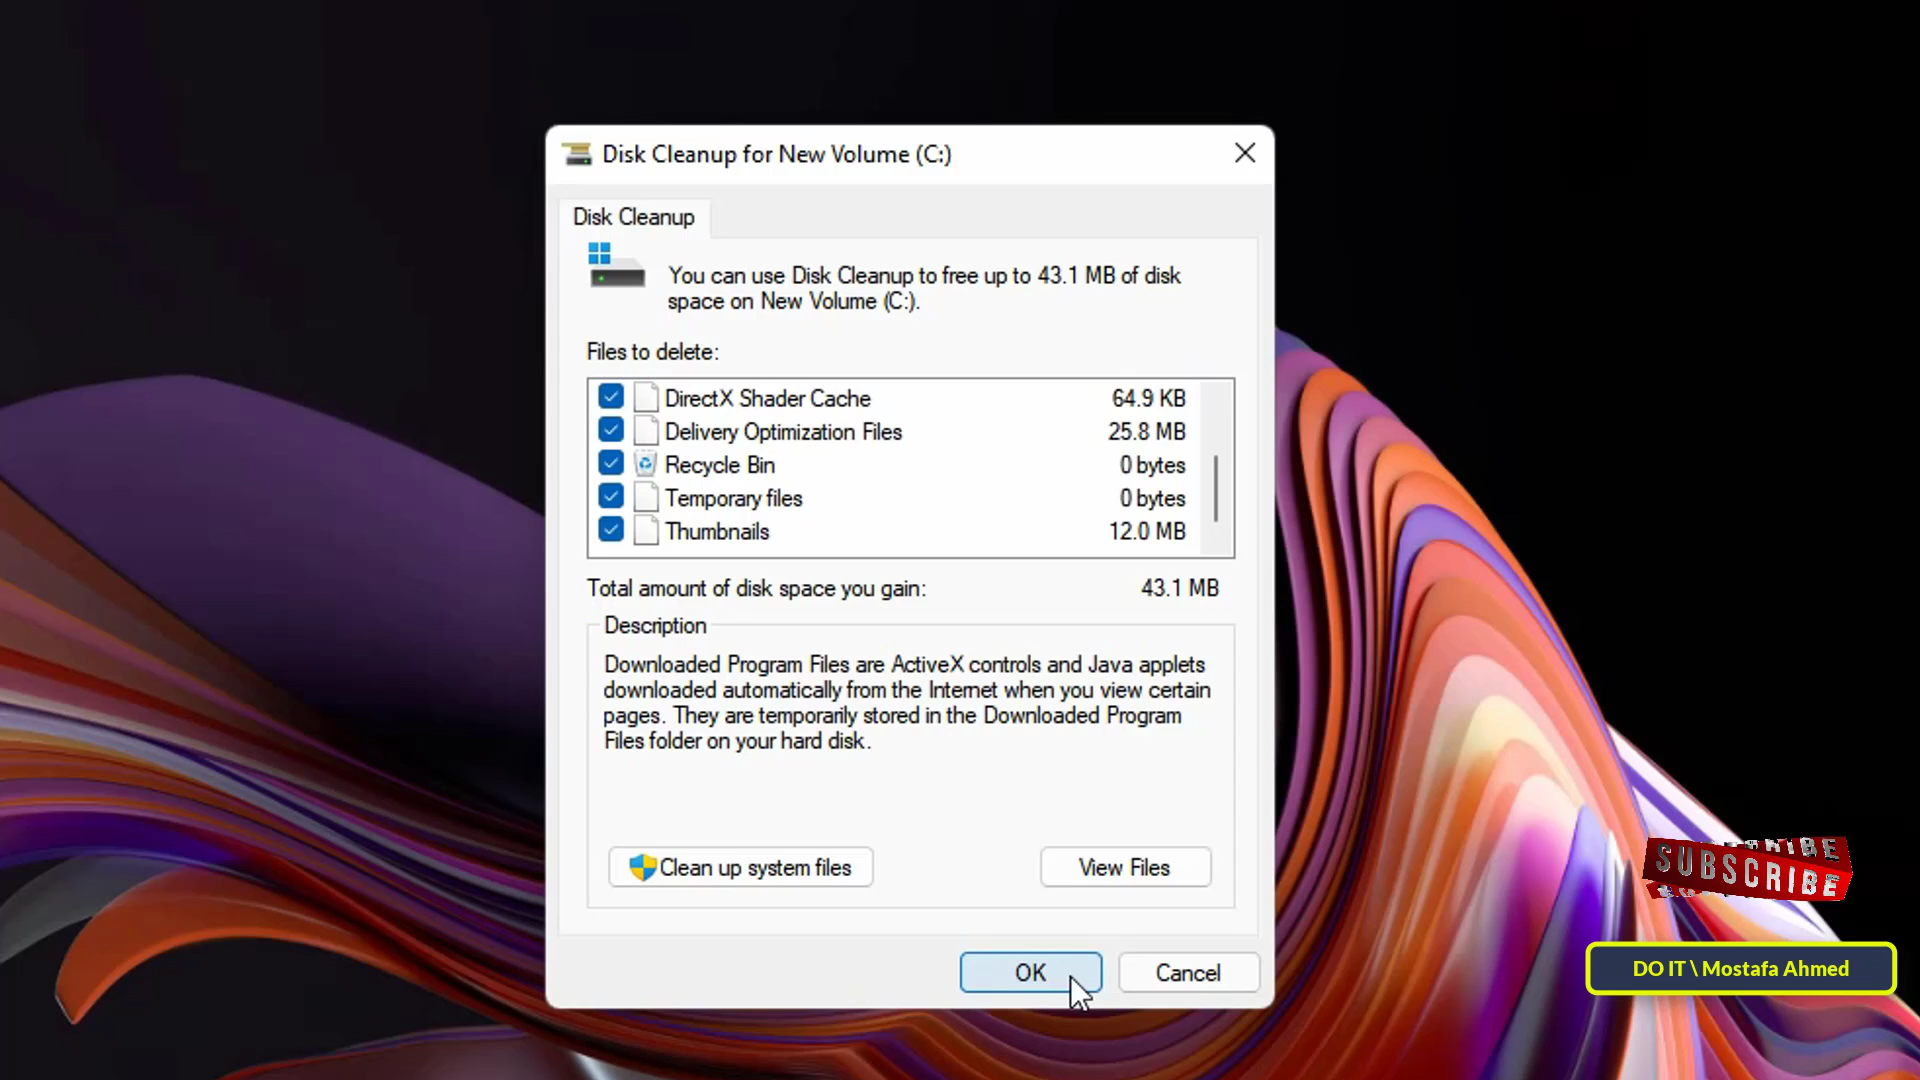 Disk Cleanup for New Volume (C:)
Disk Cleanup
You can use Disk Cleanup to free up to 43.1 MB of disk
space on New Volume (C:).
Files to delete:
DirectX Shader Cache 64.9 KB
Delivery Optimization Files 25.8 MB
Recycle Bin 0 bytes
Temporary files 0 bytes
Thumbnails 12.0 MB
Total amount of disk space you gain: 43.1 MB
Description
Downloaded Program Files are ActiveX controls and Java applets
downloaded automatically from the Internet when you view certain
pages. They are temporarily stored in the Downloaded Program
Files folder on your hard disk.
Clean up system files
View Files
OK
Cancel
SUBSCRIBE
DO IT \ Mostafa Ahmed